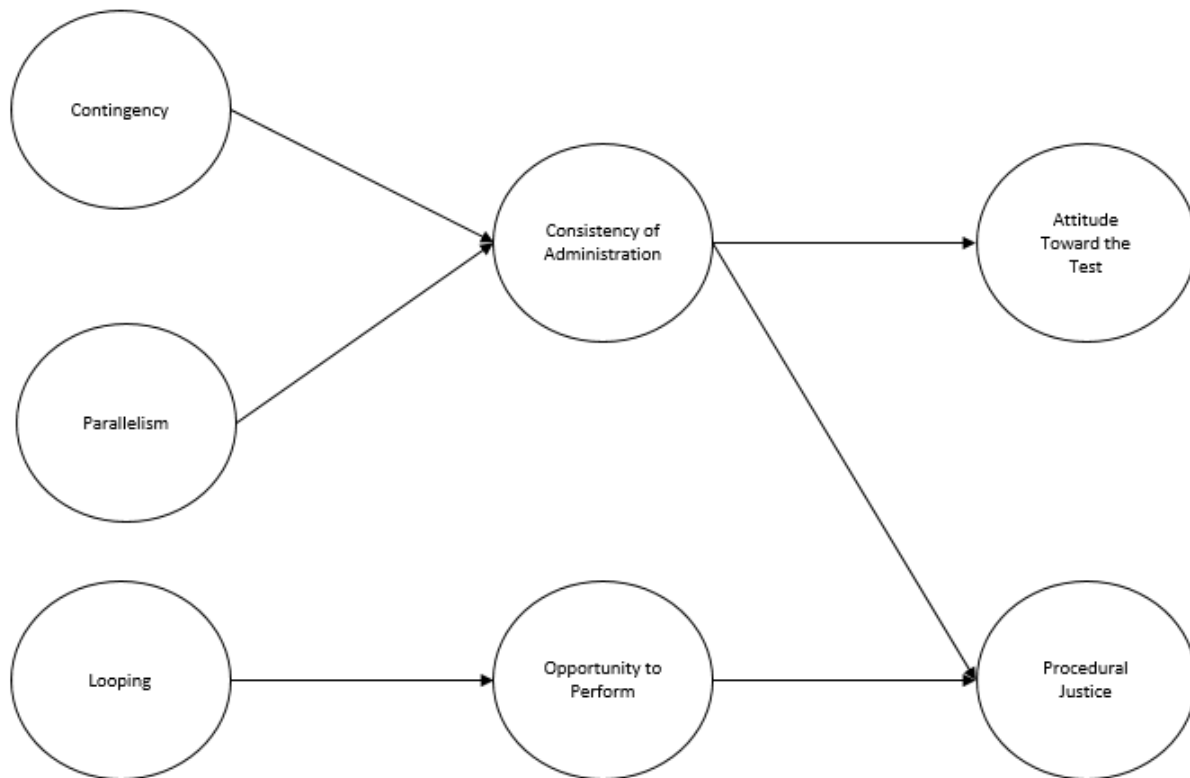 Contingency
Consistency of
Administration
Attitude
Toward the
Test
Parallelism
Looping
Opportunity to
Perform
Procedural
Justice